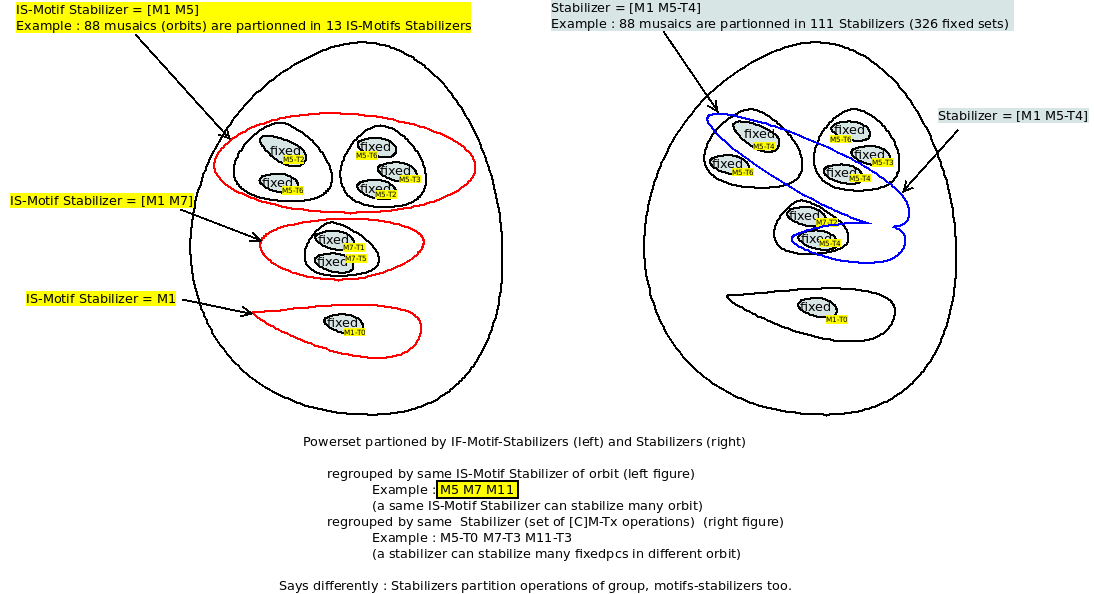 IS-Motif Stabilizer = [M1 M5]
Example : 88 musaics (orbits) are partionned in 13 IS-Motifs Stabilizers
Stabilizer = [M1 M5-T4]
Example : 88 musaics are partionned in 111 Stabilizers (326 fixed sets)
Stabilizer = [M1 M5-T4]
fixed
M5-T2
fixed
M5-T6
fixed
M5-T6
fixed
M5-T3
fixed
M5-T2
fixed
M5-T4
fixed
M5-T6
fixed
M5-T6
fixed
M5-T3
fixed
M5-T4
IS-Motif Stabilizer = [M1 M7]
fixed
M7-T1
fixed
M7-T5
fixed
M7-T2
fixed
M5-T4
IS-Motif Stabilizer = M1
fixed
M1-T0
fixed
M1-T0
Powerset partioned by IF-Motif-Stabilizers (left) and Stabilizers (right)
regrouped by same IS-Motif Stabilizer of orbit (left figure)
Example : M5 M7 M11
(a same IS-Motif Stabilizer can stabilize many orbit)
regrouped by same  Stabilizer (set of [C]M-Tx operations)  (right figure)
Example : M5-T0 M7-T3 M11-T3
(a stabilizer can stabilize many fixedpcs in different orbit)
Says differently : Stabilizers partition operations of group, motifs-stabilizers too.